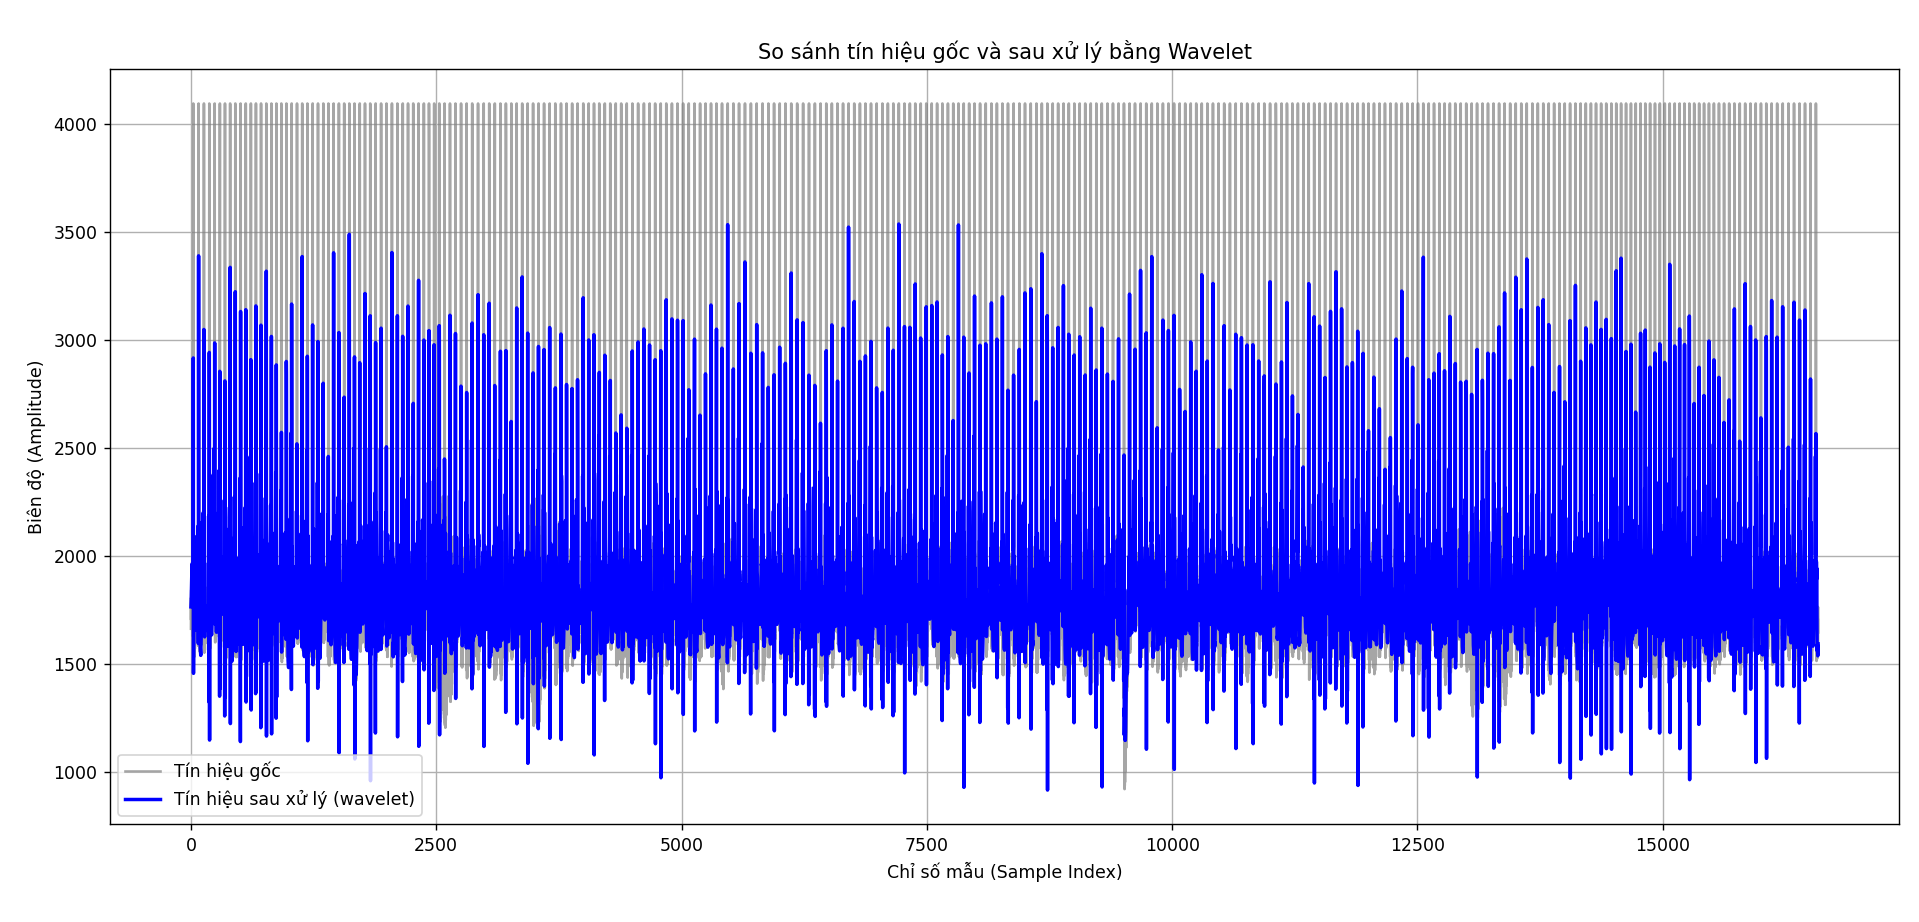 So sánh tín hiệu gốc và sau xử lý bằng Wavelet
Biên độ (Amplitude)
4000
3500
3000
2500
2000
1500
1000
Tín hiệu gốc
Tín hiệu sau xử lý (wavelet)
0 2500 5000 7500 10000 12500 15000
Chỉ số mẫu (Sample Index)